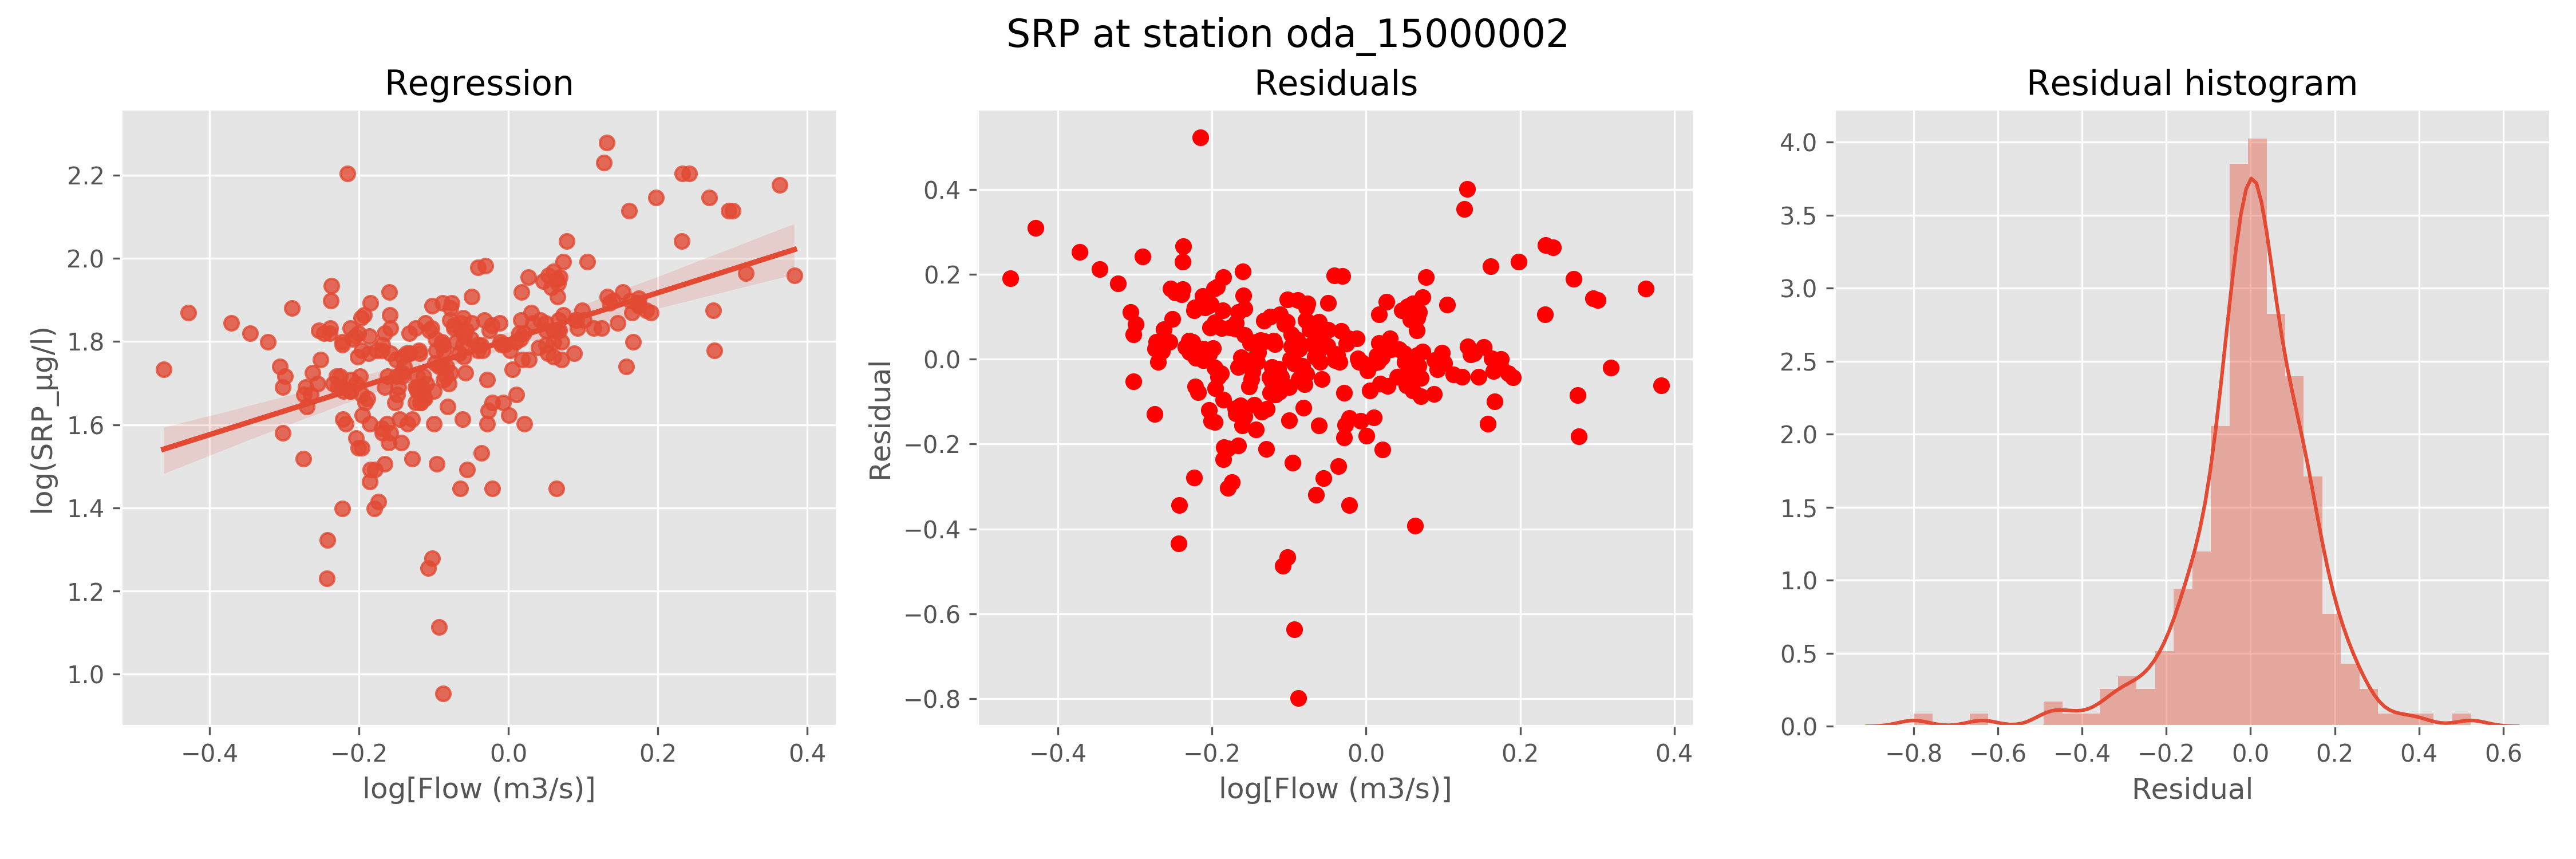 SRP at station oda_15000002
Regression
2.2
2.0
1.8
1.6
1.4
1.2
1.0
log(SRP_µg/l)
−0.4 −0.2 0.0 0.2 0.4
log[Flow (m3/s)]
Residuals
0.4
0.2
0.0
−0.2
−0.4
−0.6
−0.8
Residual
−0.4 −0.2 0.0 0.2 0.4
log[Flow (m3/s)]
Residual histogram
4.0
3.5
3.0
2.5
2.0
1.5
1.0
0.5
0.0
−0.8 −0.6 −0.4 −0.2 0.0 0.2 0.4 0.6
Residual